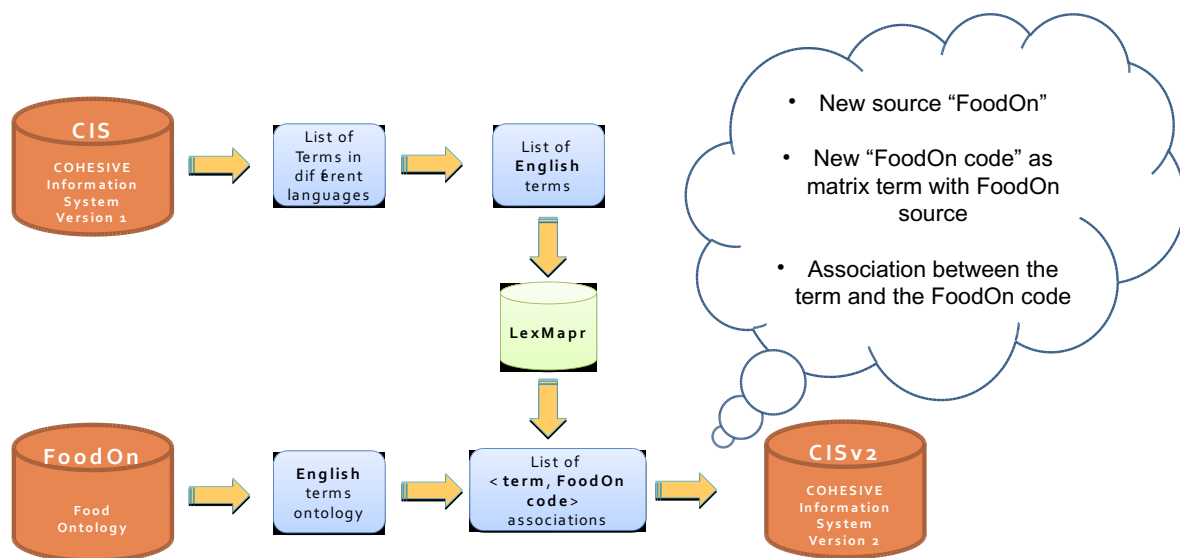 CIS
COHESIVE
Information
System
Version 1
List of
Terms in
different
languages
List of
English
terms
• New source “FoodOn”
• New “FoodOn code” as
matrix term with FoodOn
source
• Association between the
term and the FoodOn code
LexMapr
FoodOn
Food
Ontology
English
terms
ontology
List of
<term, FoodOn
code>
associations
CISv2
COHESIVE
Information
System
Version 2